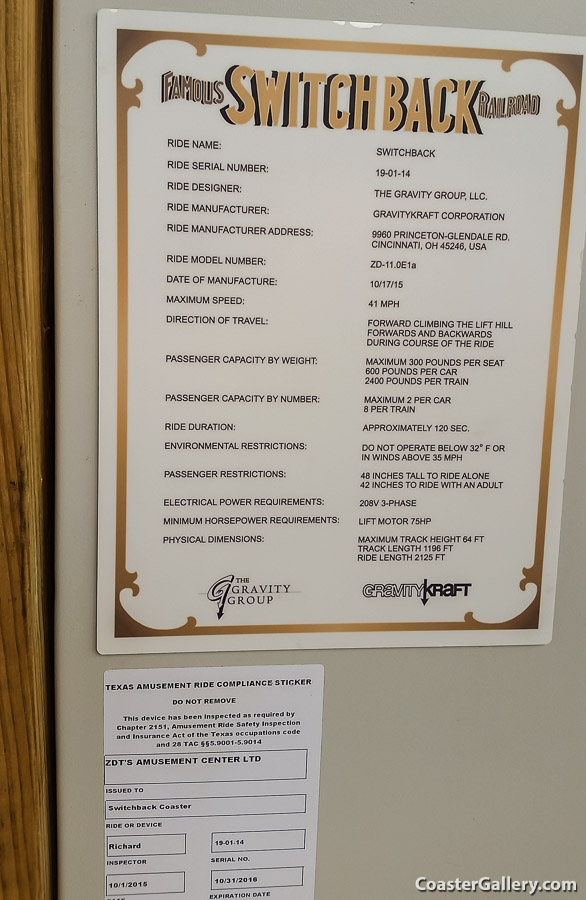 FAMOUS SWITCHBACK RAILROAD
RIDE NAME: SWITCHBACK
RIDE SERIAL NUMBER: 19-01-14
RIDE DESIGNER: THE GRAVITY GROUP, LLC.
RIDE MANUFACTURER: GRAVITYKRAFT CORPORATION
RIDE MANUFACTURER ADDRESS: 9960 PRINCETON-GLENDALE RD.
CINCINNATI, OH 45246, USA
RIDE MODEL NUMBER: ZD-11.0E1a
DATE OF MANUFACTURE: 10/17/15
MAXIMUM SPEED: 41 MPH
DIRECTION OF TRAVEL: FORWARD CLIMBING THE LIFT HILL
FORWARDS AND BACKWARDS
DURING COURSE OF THE RIDE
PASSENGER CAPACITY BY WEIGHT: MAXIMUM 300 POUNDS PER SEAT
600 POUNDS PER CAR
2400 POUNDS PER TRAIN
PASSENGER CAPACITY BY NUMBER: MAXIMUM 2 PER CAR
8 PER TRAIN
RIDE DURATION: APPROXIMATELY 120 SEC.
ENVIRONMENTAL RESTRICTIONS: DO NOT OPERATE BELOW 32° F OR
IN WINDS ABOVE 35 MPH
PASSENGER RESTRICTIONS: 48 INCHES TALL TO RIDE ALONE
42 INCHES TO RIDE WITH AN ADULT
ELECTRICAL POWER REQUIREMENTS: 208V 3-PHASE
MINIMUM HORSEPOWER REQUIREMENTS: LIFT MOTOR 75HP
PHYSICAL DIMENSIONS: MAXIMUM TRACK HEIGHT 64 FT
TRACK LENGTH 1196 FT
RIDE LENGTH 2125 FT
THE
GRAVITY
GROUP
GRAVITYKRAFT
TEXAS AMUSEMENT RIDE COMPLIANCE STICKER
DO NOT REMOVE
This device has been inspected as required by
Chapter 2151, Amusement Ride Safety Inspection
and Insurance Act of the Texas occupations code
and 28 TAC §§5.9001-5.9014
ZDT'S AMUSEMENT CENTER LTD
ISSUED TO
Switchback Coaster
RIDE OR DEVICE
Richard 19-01-14
INSPECTOR SERIAL NO.
10/1/2015 10/31/2016
EXPIRATION DATE
CoasterGallery.com